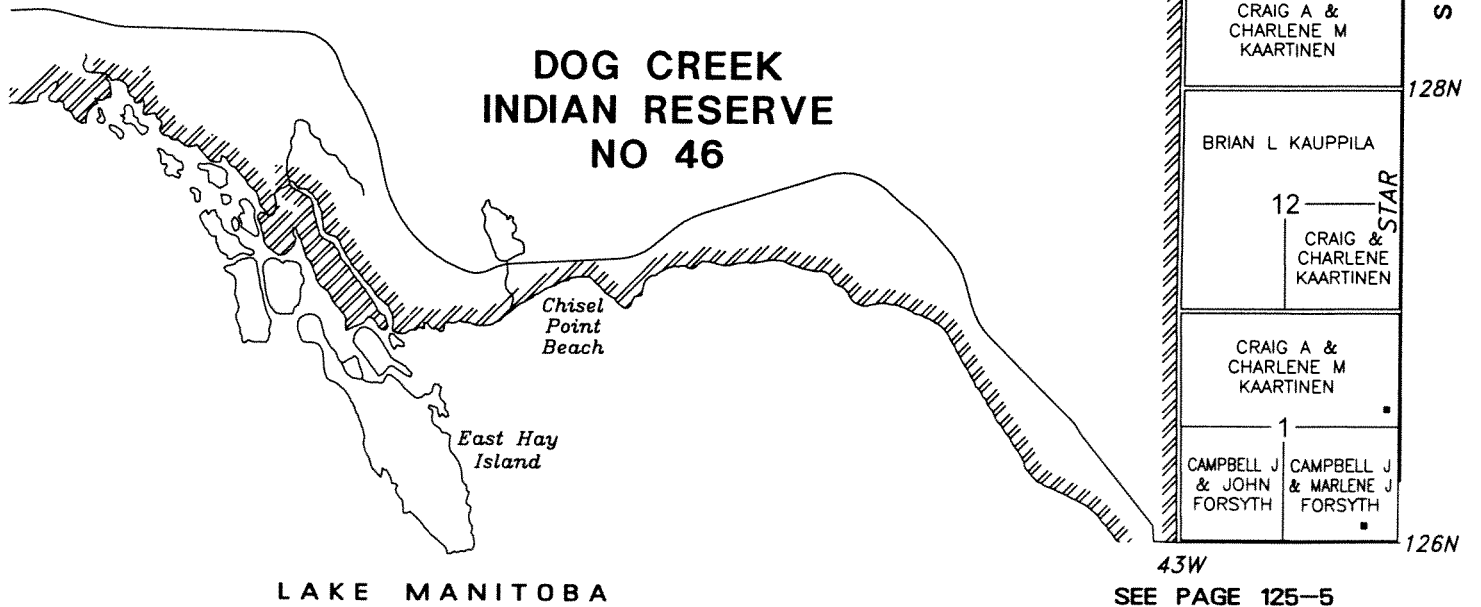 DOG CREEK
INDIAN RESERVE
NO 46
CRAIG A &
CHARLENE M
KAARTINEN
S
128N
BRIAN L KAUPPILA
STAR
12
CRAIG &
CHARLENE
KAARTINEN
Chisel
Point
Beach
CRAIG A &
CHARLENE M
KAARTINEN
1
East Hay
Island
CAMPBELL J
& JOHN
FORSYTH
CAMPBELL J
& MARLENE J
FORSYTH
126N
43W
LAKE MANITOBA
SEE PAGE 125-5